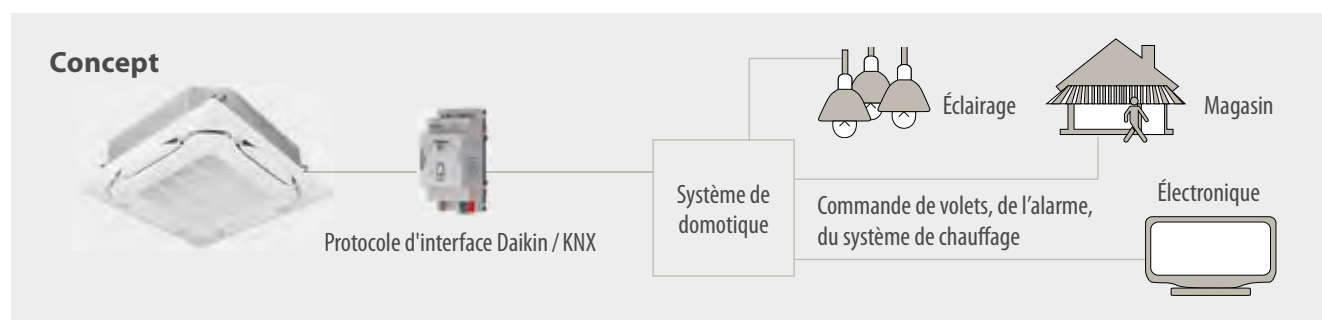 Concept
Éclairage
Magasin
Système de
domotique
Électronique
Commande de volets, de l'alarme,
du système de chauffage
Protocole d'interface Daikin / KNX